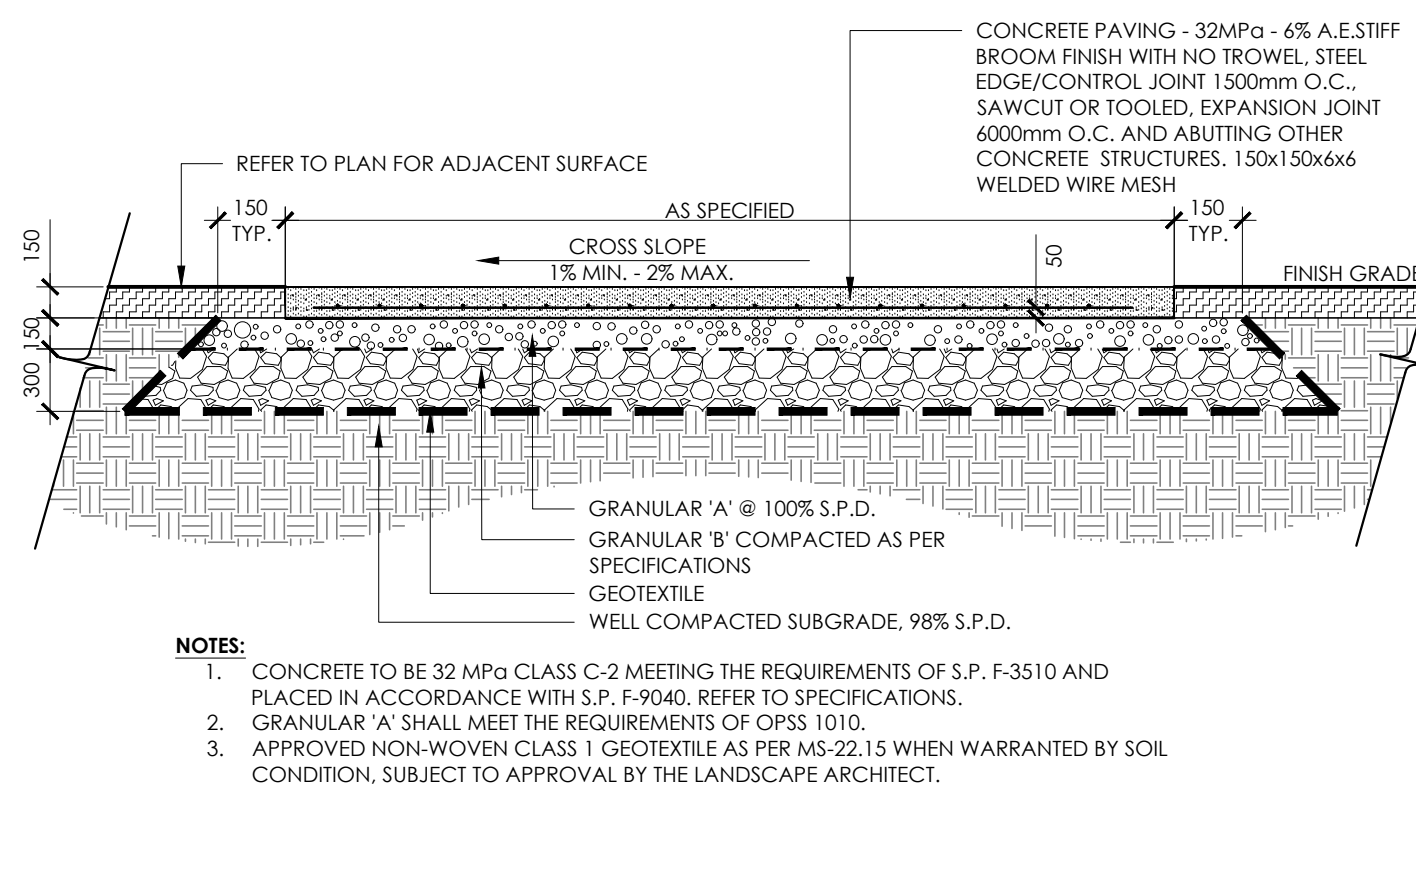 CONCRETE PAVING - 32MPa - 6% A.E.STIFF
BROOM FINISH WITH NO TROWEL, STEEL
EDGE/CONTROL JOINT 1500mm O.C.,
SAWCUT OR TOOLED, EXPANSION JOINT
6000mm O.C. AND ABUTTING OTHER
CONCRETE STRUCTURES. 150x150x6x6
WELDED WIRE MESH
REFER TO PLAN FOR ADJACENT SURFACE
150
TYP.
AS SPECIFIED
150
TYP.
CROSS SLOPE
1% MIN. - 2% MAX.
50
FINISH GRADE
150
150
300
GRANULAR 'A' @ 100% S.P.D.
GRANULAR 'B' COMPACTED AS PER
SPECIFICATIONS
GEOTEXTILE
WELL COMPACTED SUBGRADE, 98% S.P.D.
NOTES:
1. CONCRETE TO BE 32 MPa CLASS C-2 MEETING THE REQUIREMENTS OF S.P. F-3510 AND
PLACED IN ACCORDANCE WITH S.P. F-9040. REFER TO SPECIFICATIONS.
2. GRANULAR 'A' SHALL MEET THE REQUIREMENTS OF OPSS 1010.
3. APPROVED NON-WOVEN CLASS 1 GEOTEXTILE AS PER MS-22.15 WHEN WARRANTED BY SOIL
CONDITION, SUBJECT TO APPROVAL BY THE LANDSCAPE ARCHITECT.